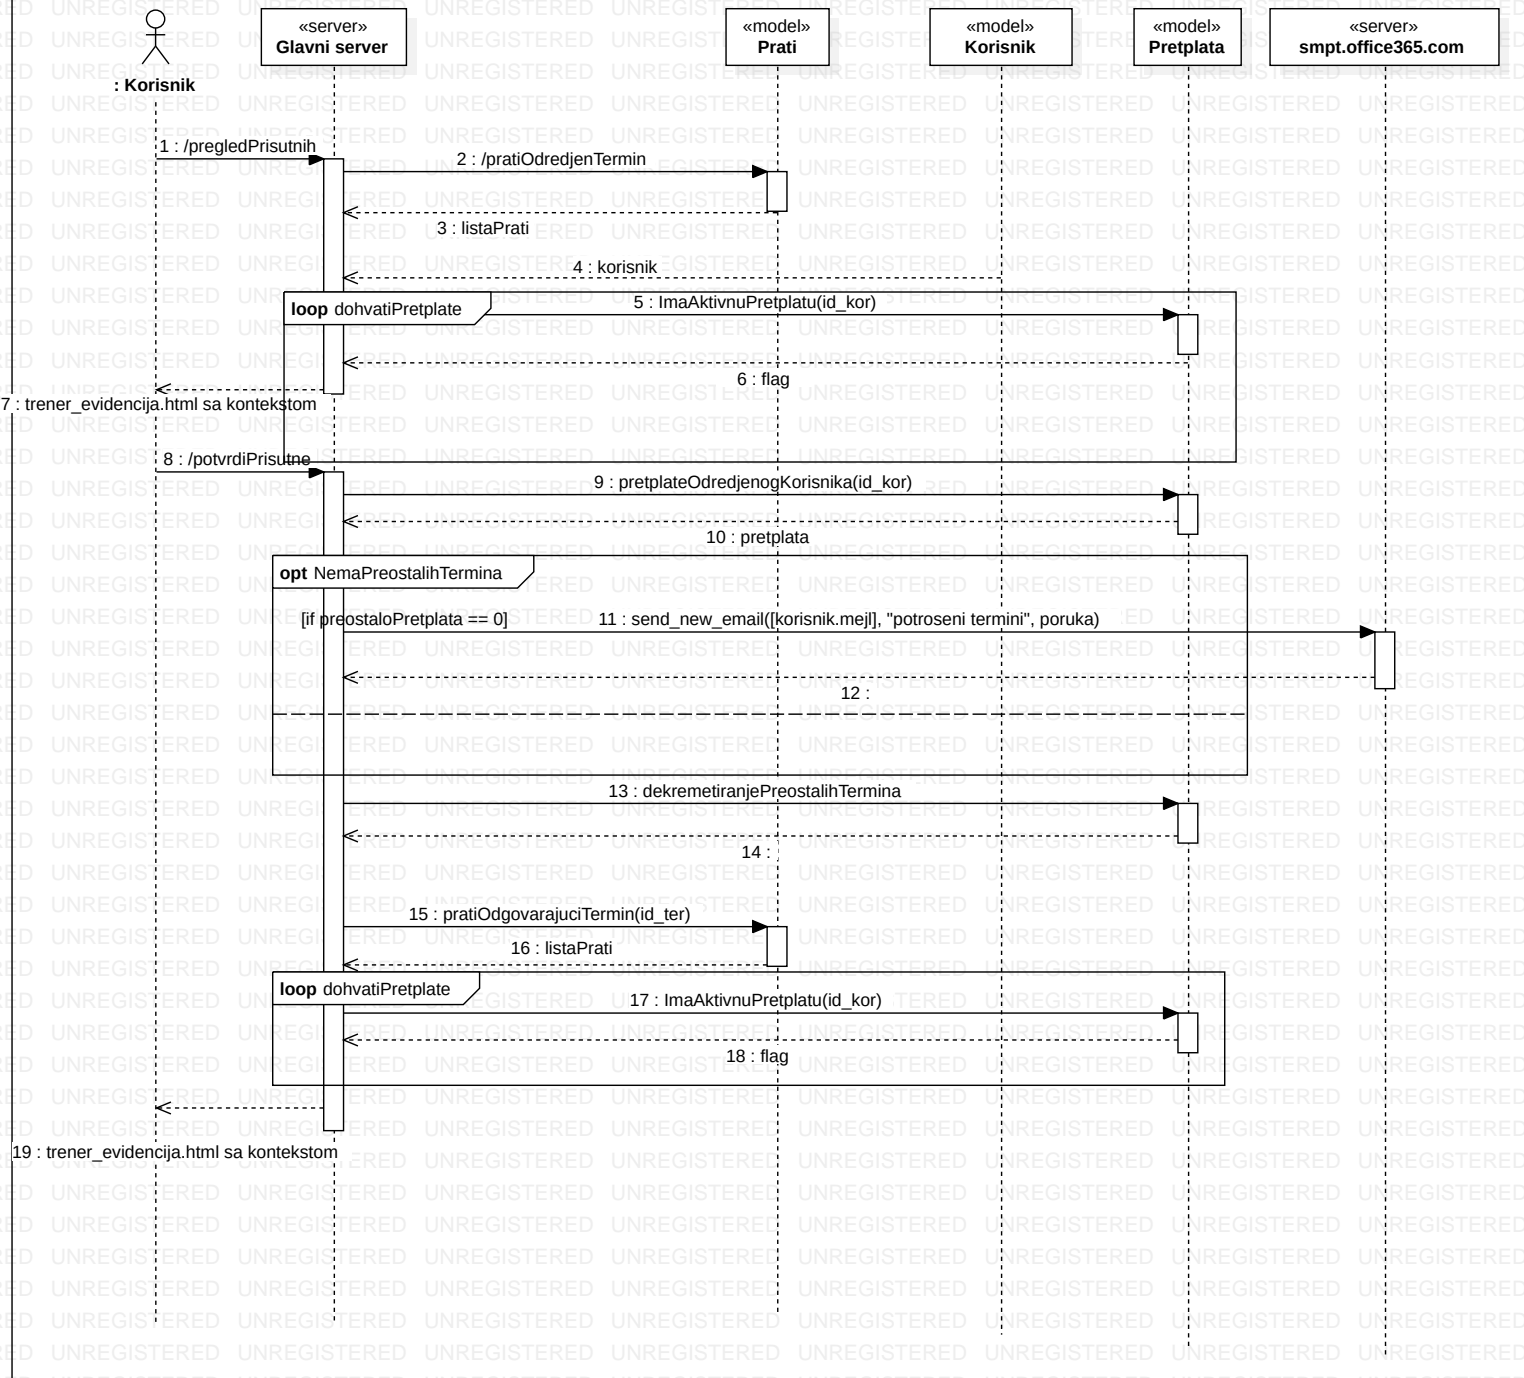 «server»
Glavni server
«model»
Prati
«model»
Korisnik
«model»
Pretplata
«server»
smpt.office365.com
: Korisnik
1 : /pregledPrisutnih
2 : /pratiOdredjenTermin
3 : listaPrati
4 : korisnik
loop dohvatiPretplate
5 : ImaAktivnuPretplatu(id_kor)
6 : flag
7 : trener_evidencija.html sa kontekstom
8 : /potvrdiPrisutne
9 : pretplateOdredjenogKorisnika(id_kor)
10 : pretplata
opt NemaPreostalihTermina
[if preostaloPretplata == 0]
11 : send_new_email([korisnik.mejl], "potroseni termini", poruka)
12 :
13 : dekremetiranjePreostalihTermina
14 :
15 : pratiOdgovarajuciTermin(id_ter)
16 : listaPrati
loop dohvatiPretplate
17 : ImaAktivnuPretplatu(id_kor)
18 : flag
19 : trener_evidencija.html sa kontekstom
UNREGISTERED